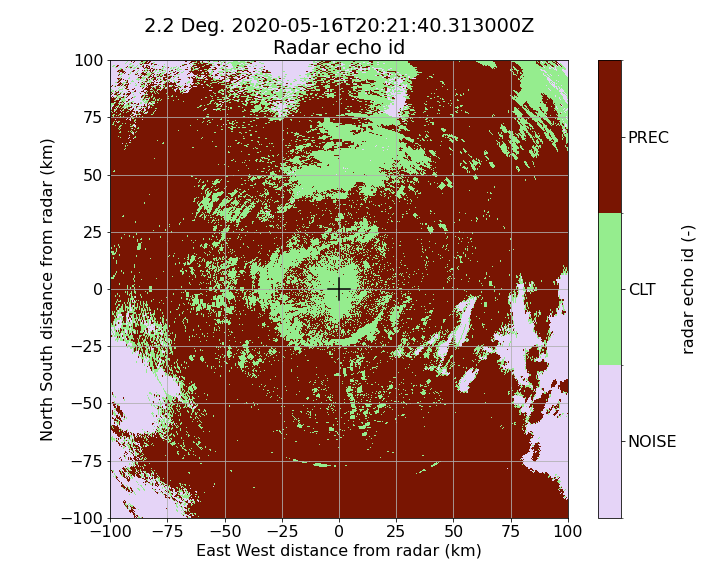 2.2 Deg. 2020-05-16T20:21:40.313000Z
Radar echo id
North South distance from radar (km)
100
75
50
25
0
−25
−50
−75
−100
−100
−75
−50
−25
0
25
50
75
100
East West distance from radar (km)
PREC
CLT
NOISE
radar echo id (-)